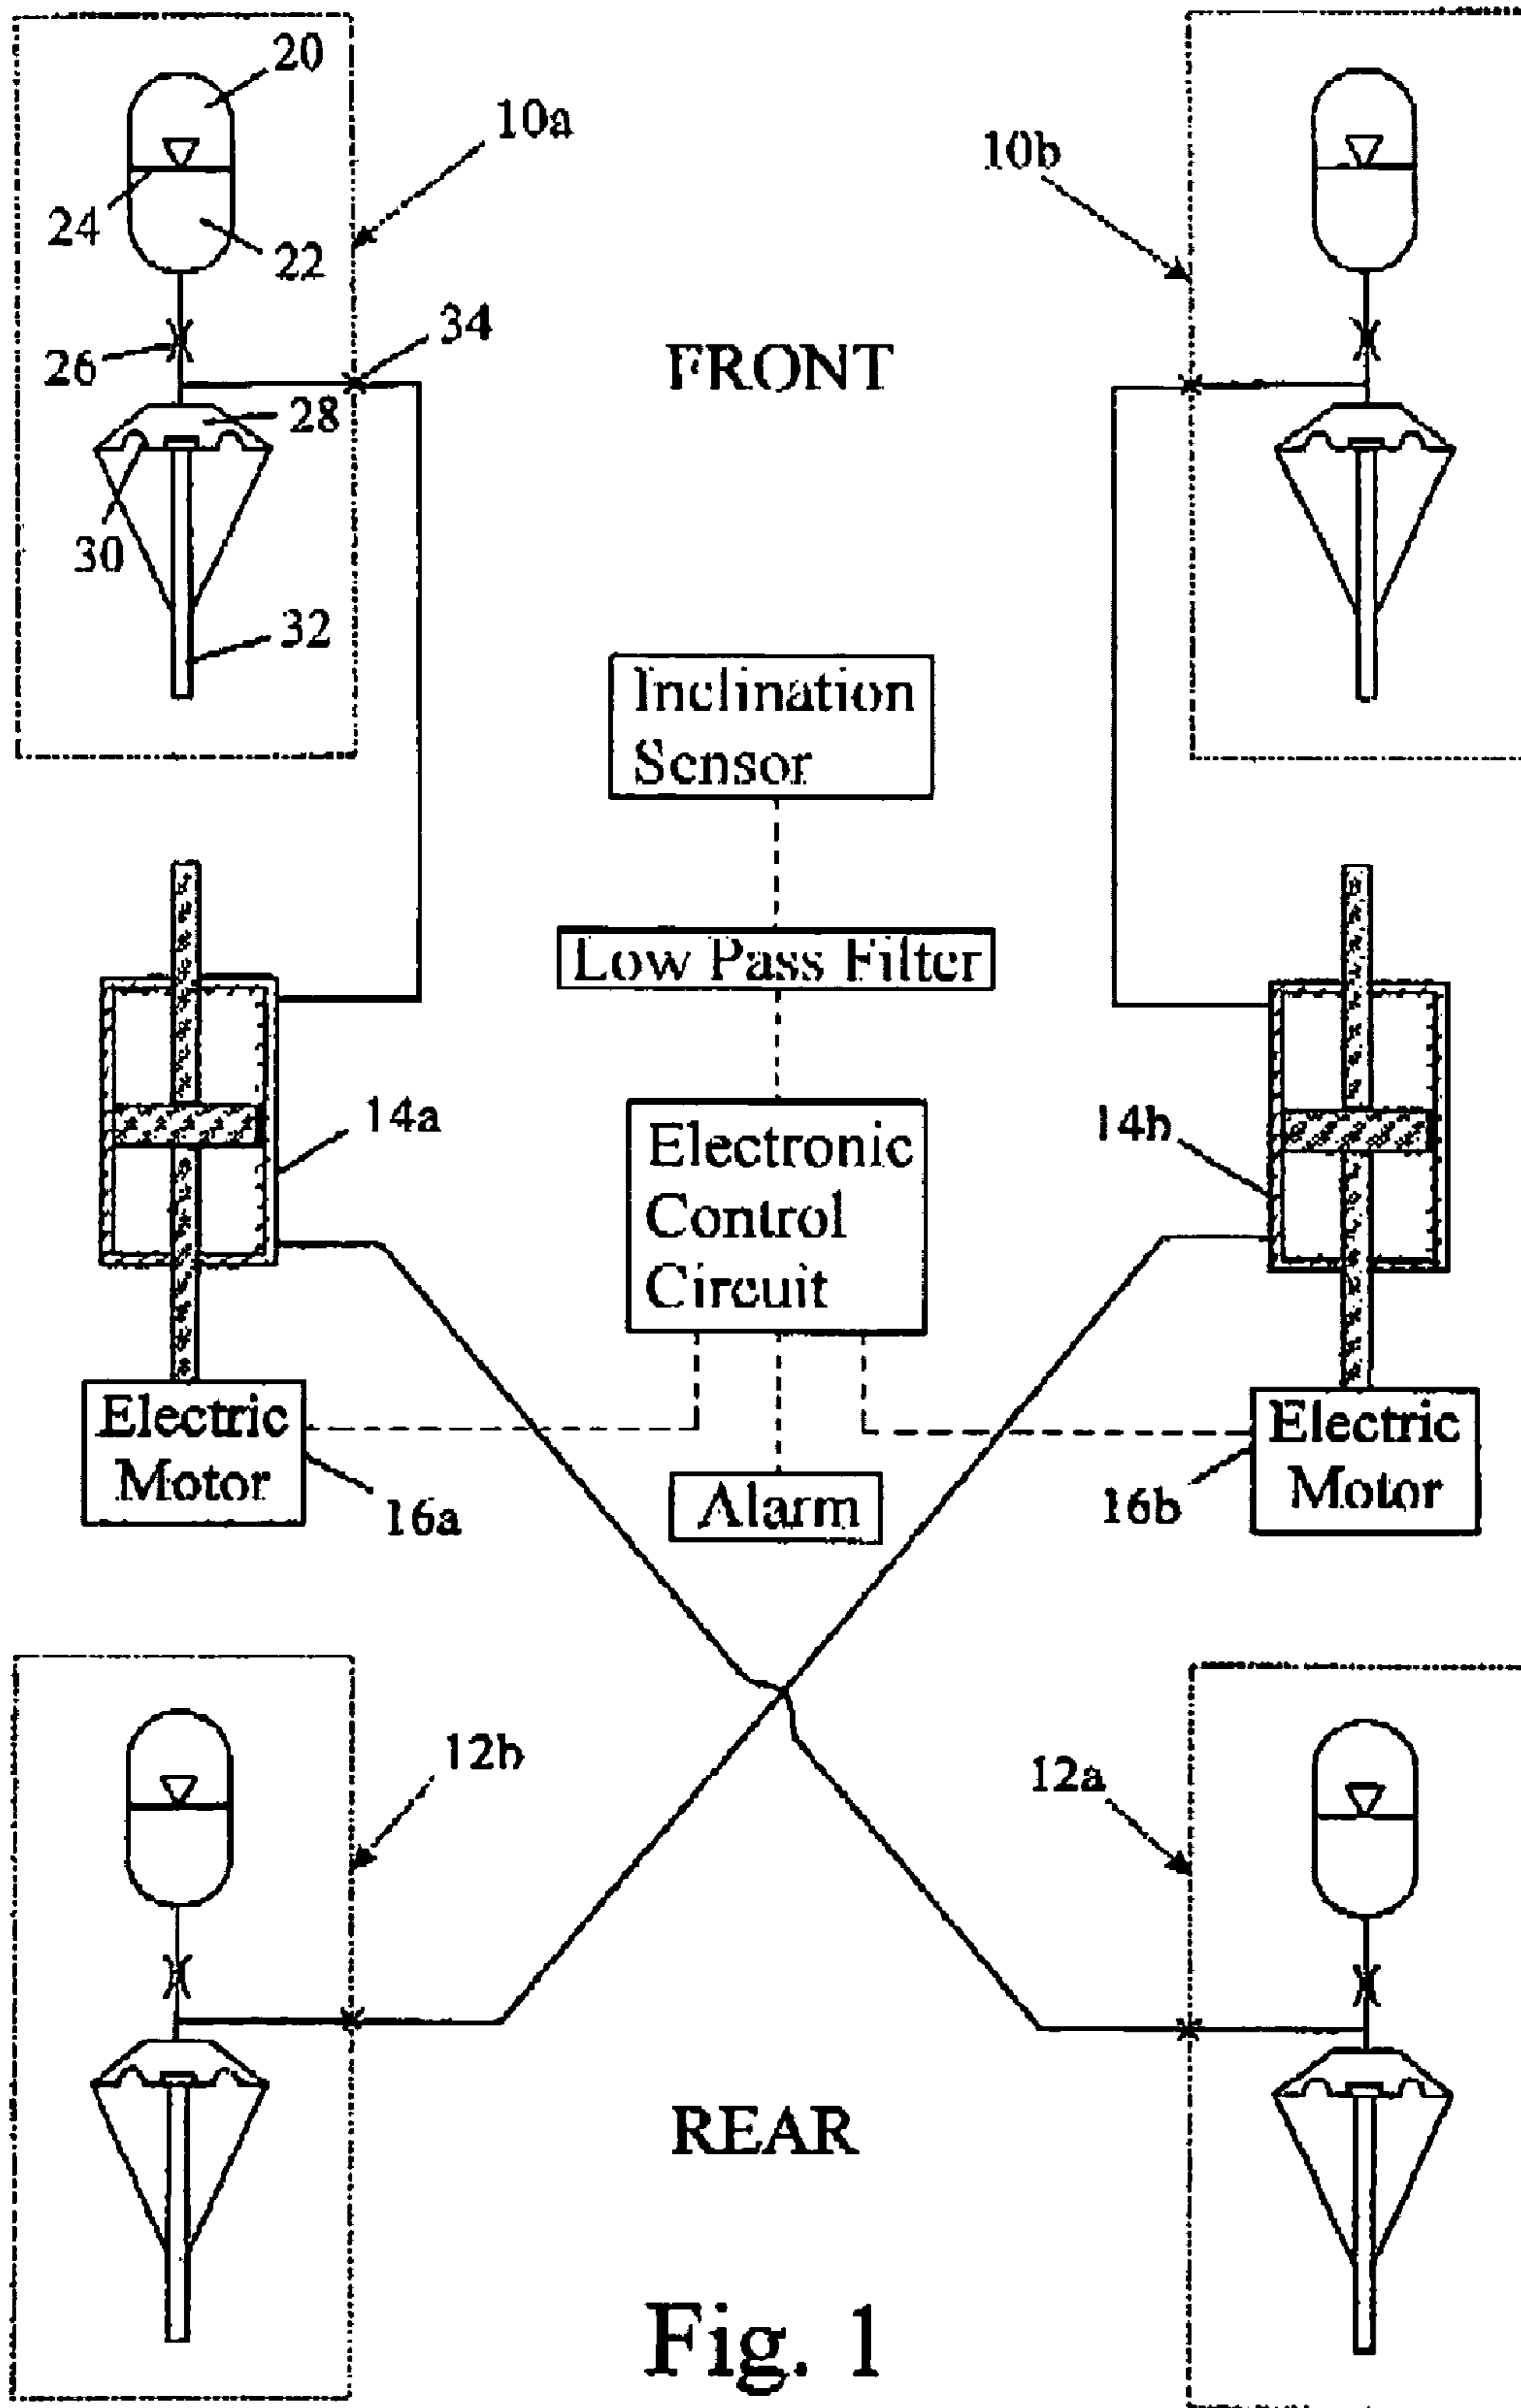 20
10a
10b
24
22
34
26
FRONT
28
30
32
Inclination
Sensor
Low Pass Filter
14a
Electronic
Control
Circuit
14b
Electric
Motor
16a
Alarm
16b
Electric
Motor
12b
12a
REAR
Fig. 1